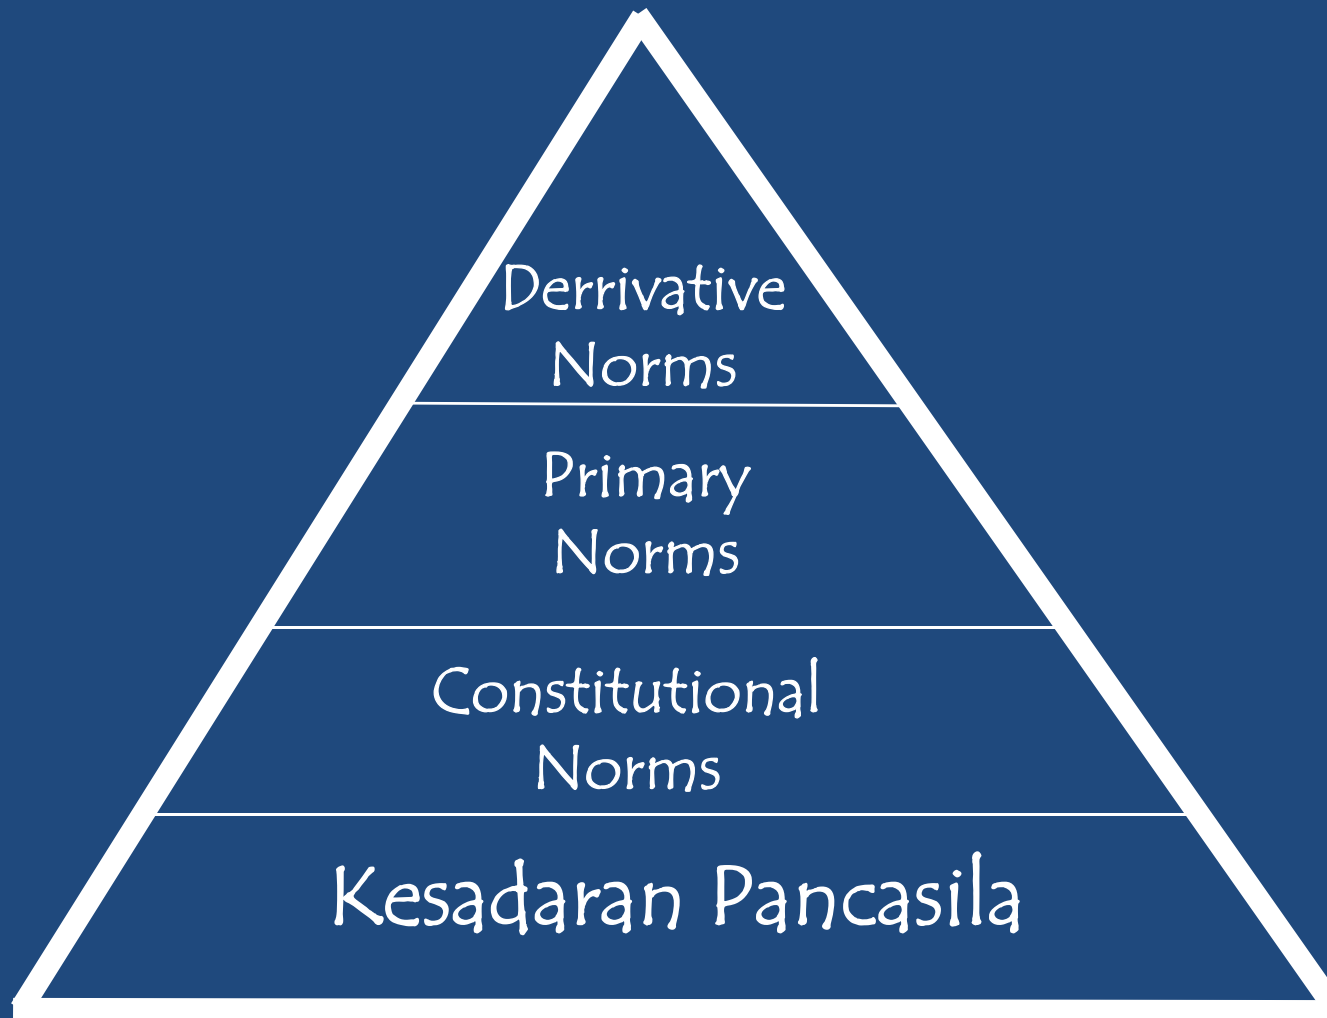 Derrivative
Norms
Primary
Norms
Constitutional
Norms
Kesadaran Pancasila